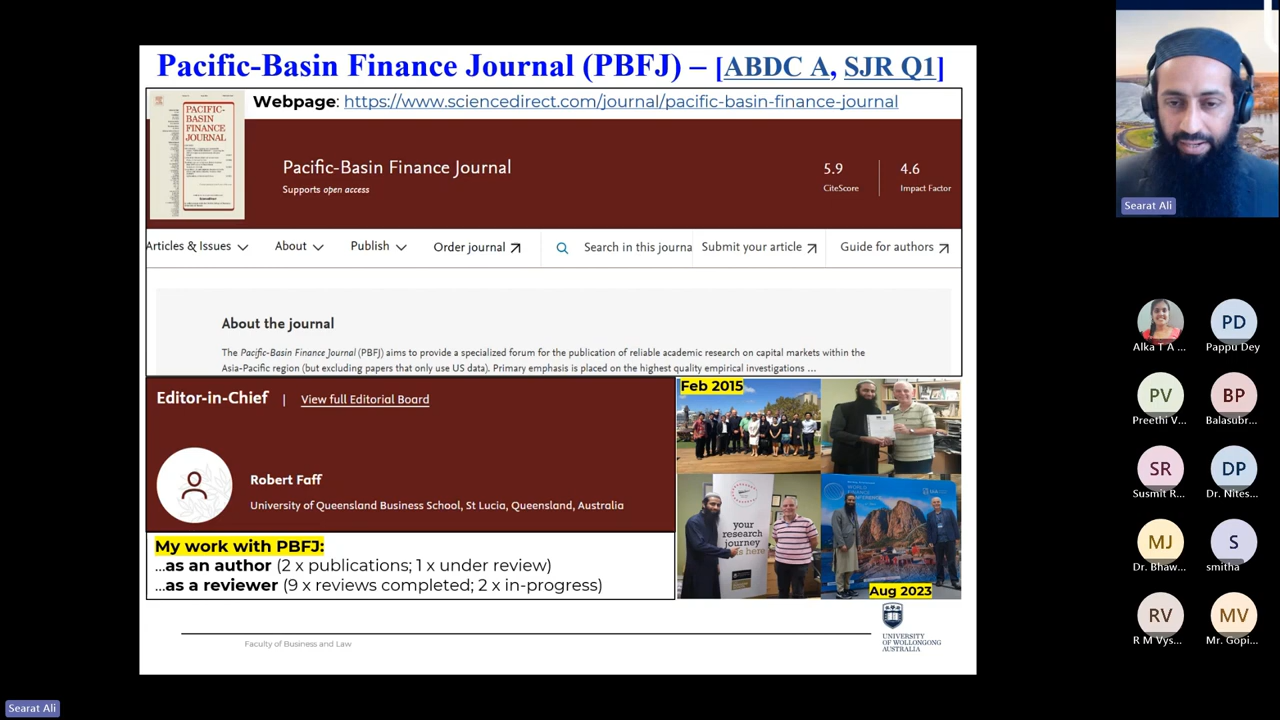 Pacific-Basin Finance Journal (PBFJ) – [ABDC A, SJR Q1]
Webpage: https://www.sciencedirect.com/journal/pacific-basin-finance-journal
PACIFIC-
BASIN
FINANCE
JOURNAL
Pacific-Basin Finance Journal
Supports open access
5.9
CiteScore
4.6
Impact Factor
Articles & Issues
About
Publish
Order journal
Search in this journa
Submit your article
Guide for authors
About the journal
The Pacific-Basin Finance Journal (PBFJ) aims to provide a specialized forum for the publication of reliable academic research on capital markets within the
Asia-Pacific region (but excluding papers that only use US data). Primary emphasis is placed on the highest quality empirical investigations ...
Editor-in-Chief | View full Editorial Board
Robert Faff
University of Queensland Business School, St Lucia, Queensland, Australia
My work with PBFJ:
...as an author (2 x publications; 1 x under review)
...as a reviewer (9 x reviews completed; 2 x in-progress)
Feb 2015
your
research
journey
is here
WORLD
FINANCE
CONFERENCE
Aug 2023
Faculty of Business and Law
UNIVERSITY
OF WOLLONGONG
AUSTRALIA
Searat Ali
Alka T A ...
PD
Pappu Dey
PV
Preethi V...
BP
Balasubr...
SR
Susmit R...
DP
Dr. Nites...
MJ
Dr. Bhaw...
S
smitha
RV
R M Vys...
MV
Mr. Gopi...
Searat Ali